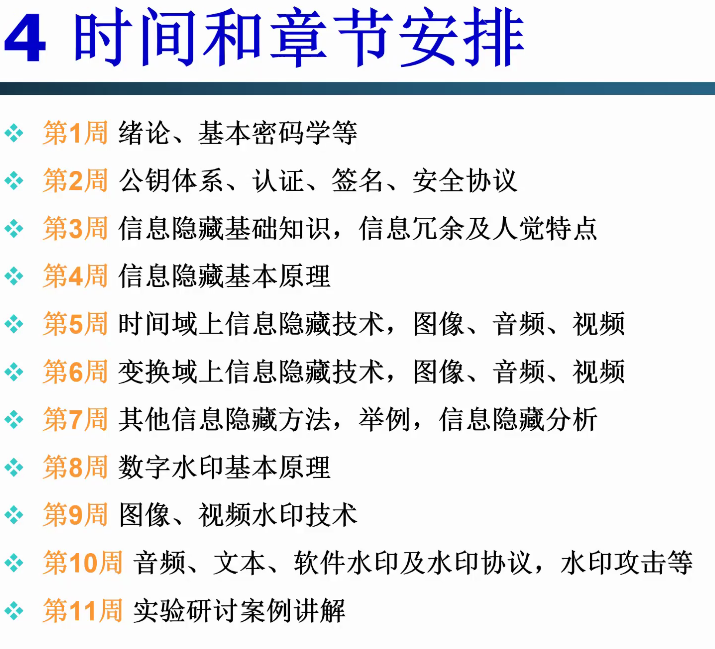 4 时间和章节安排
第1周 绪论、基本密码学等
第2周 公钥体系、认证、签名、安全协议
第3周 信息隐藏基础知识，信息冗余及人觉特点
第4周 信息隐藏基本原理
第5周 时间域上信息隐藏技术，图像、音频、视频
第6周 变换域上信息隐藏技术，图像、音频、视频
第7周 其他信息隐藏方法，举例，信息隐藏分析
第8周 数字水印基本原理
第9周 图像、视频水印技术
第10周 音频、文本、软件水印及水印协议，水印攻击等
第11周 实验研讨案例讲解